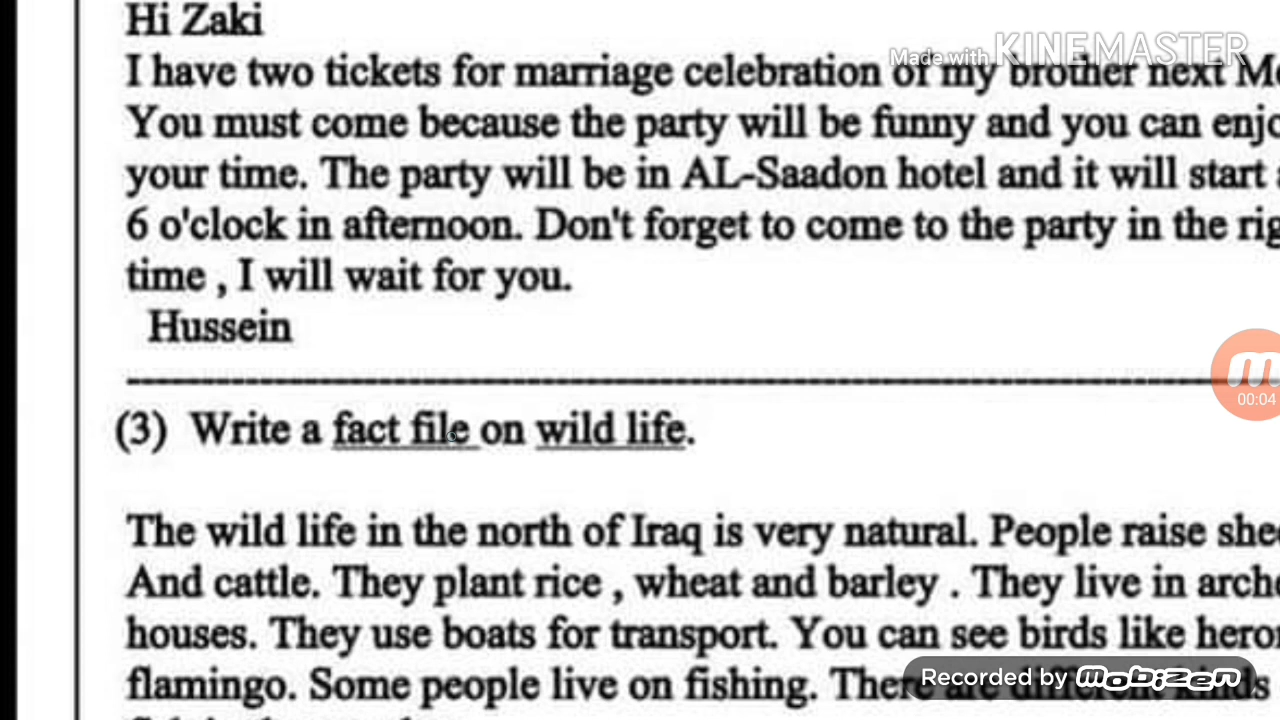 Hi Zaki
Made with KINEMASTER
I have two tickets for marriage celebration of my brother next
You must come because the party will be funny and you can
your time. The party will be in AL-Saadon hotel and it will start
6 o'clock in afternoon. Don't forget to come to the party in the
time , I will wait for you.
Hussein
00:04
(3) Write a fact file on wild life.
The wild life in the north of Iraq is very natural. People raise
And cattle. They plant rice , wheat and barley . They live in
houses. They use boats for transport. You can see birds like
flamingo. Some people live on fishing. There are different kinds
Recorded by mobizen